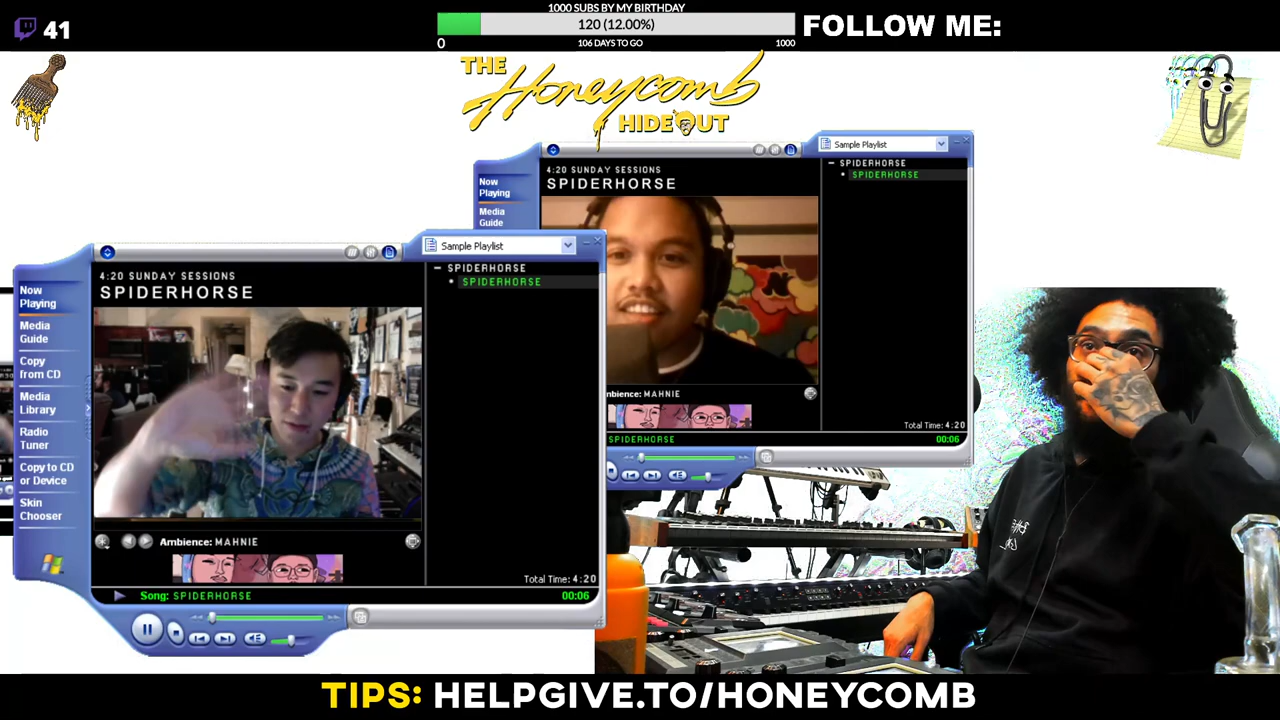 41
1000 SUBS BY MY BIRTHDAY
120 (12.00%)
0 106 DAYS TO GO 1000
FOLLOW ME:
THE
Honeycomb
HIDEOUT
Sample Playlist
4:20 SUNDAY SESSIONS
SPIDERHORSE
SPIDERHORSE
SPIDERHORSE
Now
Playing
Media
Guide
Ambience: MAHNIE
Total Time: 4:20
SPIDERHORSE
00:06
Sample Playlist
4:20 SUNDAY SESSIONS
SPIDERHORSE
SPIDERHORSE
SPIDERHORSE
Now
Playing
Media
Guide
Copy
from CD
Media
Library
Radio
Tuner
Copy to CD
or Device
Skin
Chooser
Ambience: MAHNIE
Total Time: 4:20
Song: SPIDERHORSE
00:06
TIPS: HELPGIVE.TO/HONEYCOMB